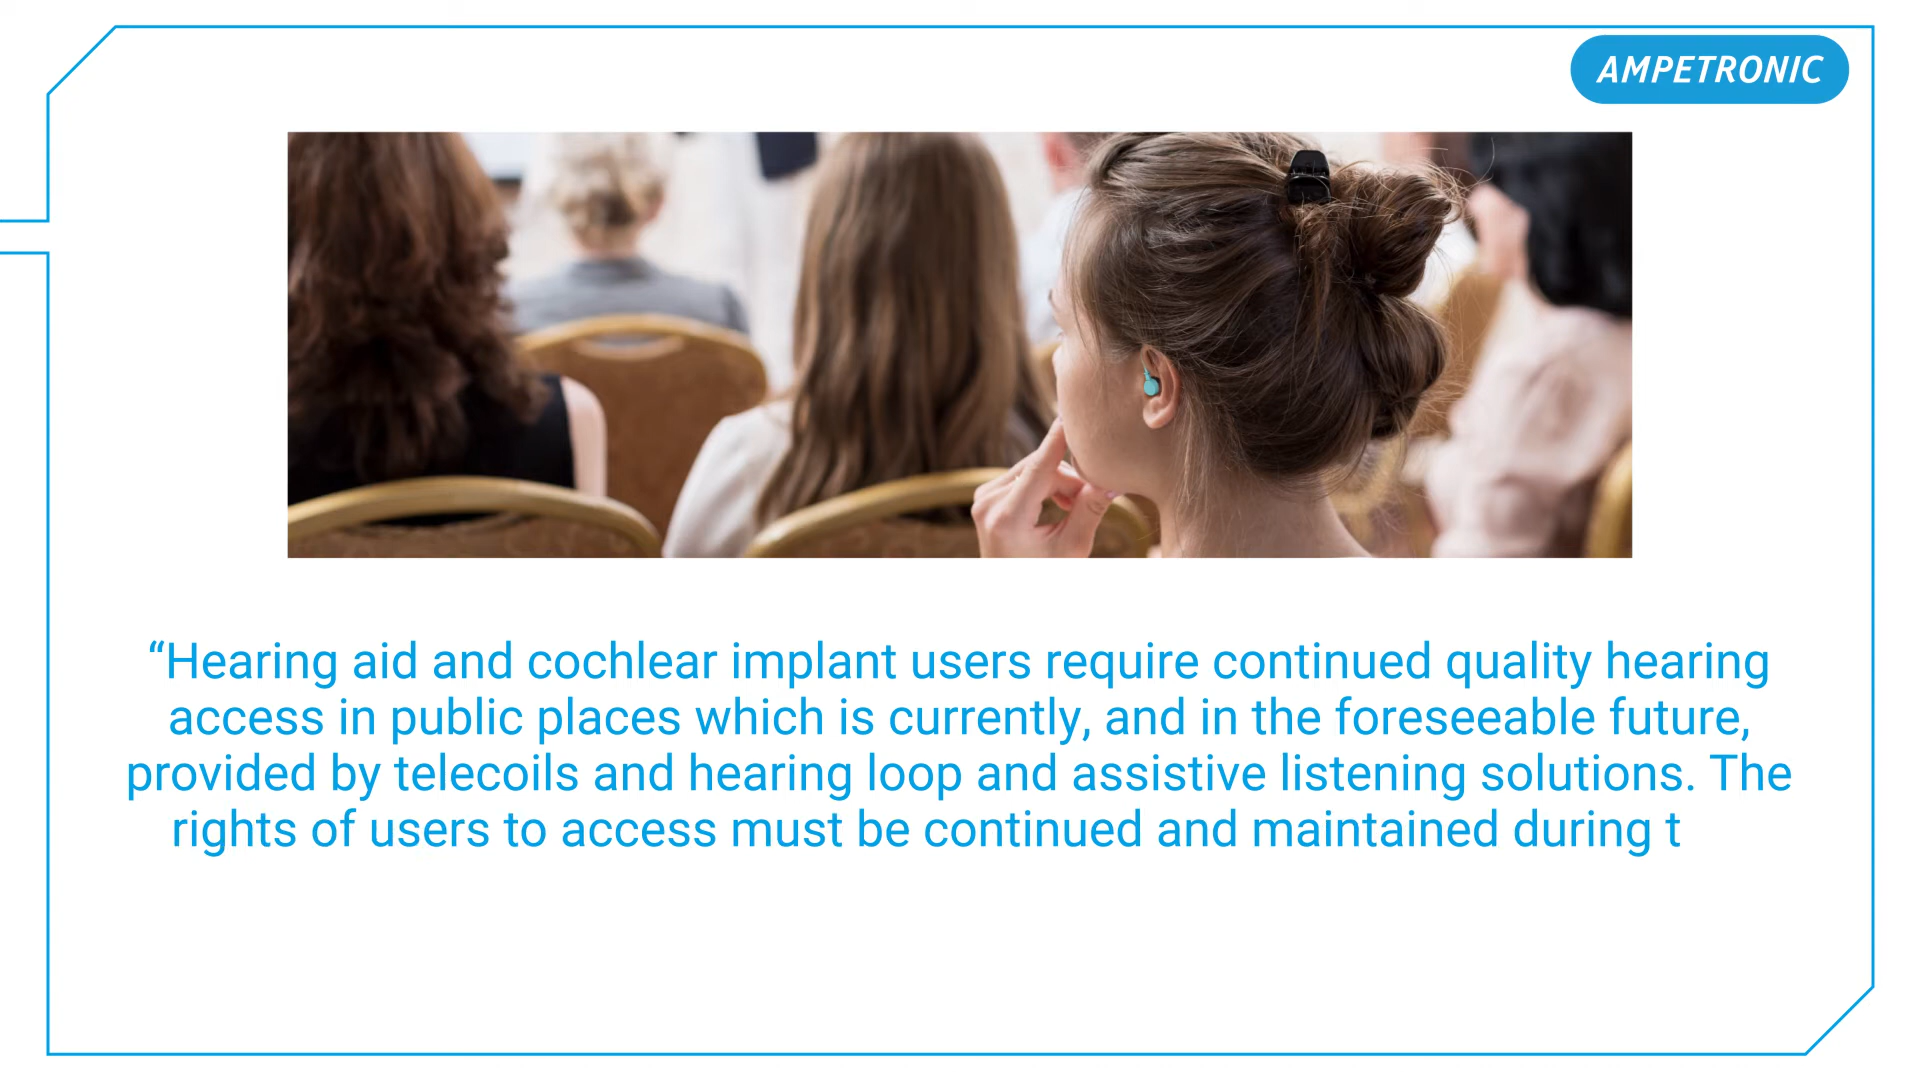 AMPETRONIC
“Hearing aid and cochlear implant users require continued quality hearing
access in public places which is currently, and in the foreseeable future,
provided by telecoils and hearing loop and assistive listening solutions. The
rights of users to access must be continued and maintained during t